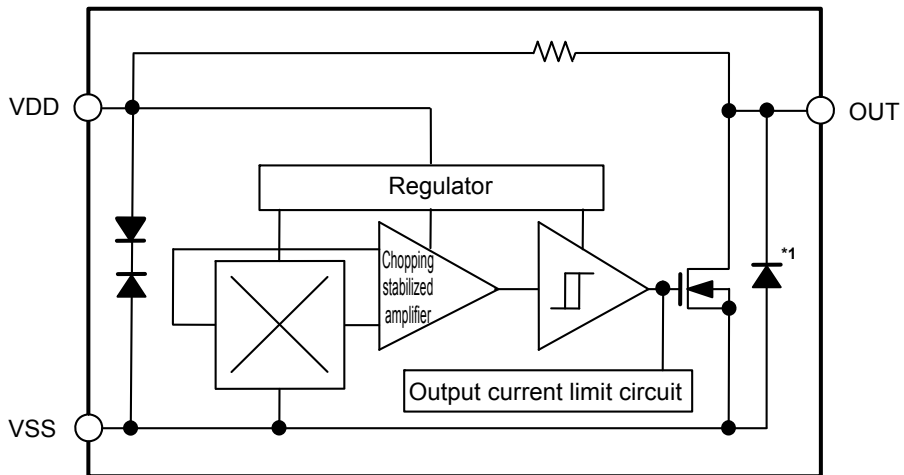 VDD
OUT
Regulator
Chopping
stabilized
amplifier
*1
Output current limit circuit
VSS